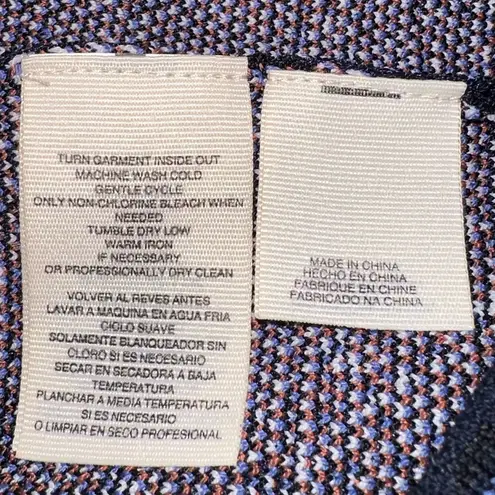 TURN GARMENT INSIDE OUT
MACHINE WASH COLD
GENTLE CYCLE
ONLY NON-CHLORINE BLEACH WHEN
NEEDED
TUMBLE DRY LOW
WARM IRON
IF NECESSARY
OR PROFESSIONALLY DRY CLEAN
VOLVER AL REVES ANTES
LAVAR A MAQUINA EN AGUA FRIA
CICLO SUAVE
SOLAMENTE BLANQUEADOR SIN
CLORO SI ES NECESARIO
SECAR EN SECADORA A BAJA
TEMPERATURA
PLANCHAR A MEDIA TEMPERATURA
SI ES NECESARIO
O LIMPIAR EN SECO PROFESIONAL
MADE IN CHINA
HECHO EN CHINA
FABRIQUE EN CHINE
FABRICADO NA CHINA